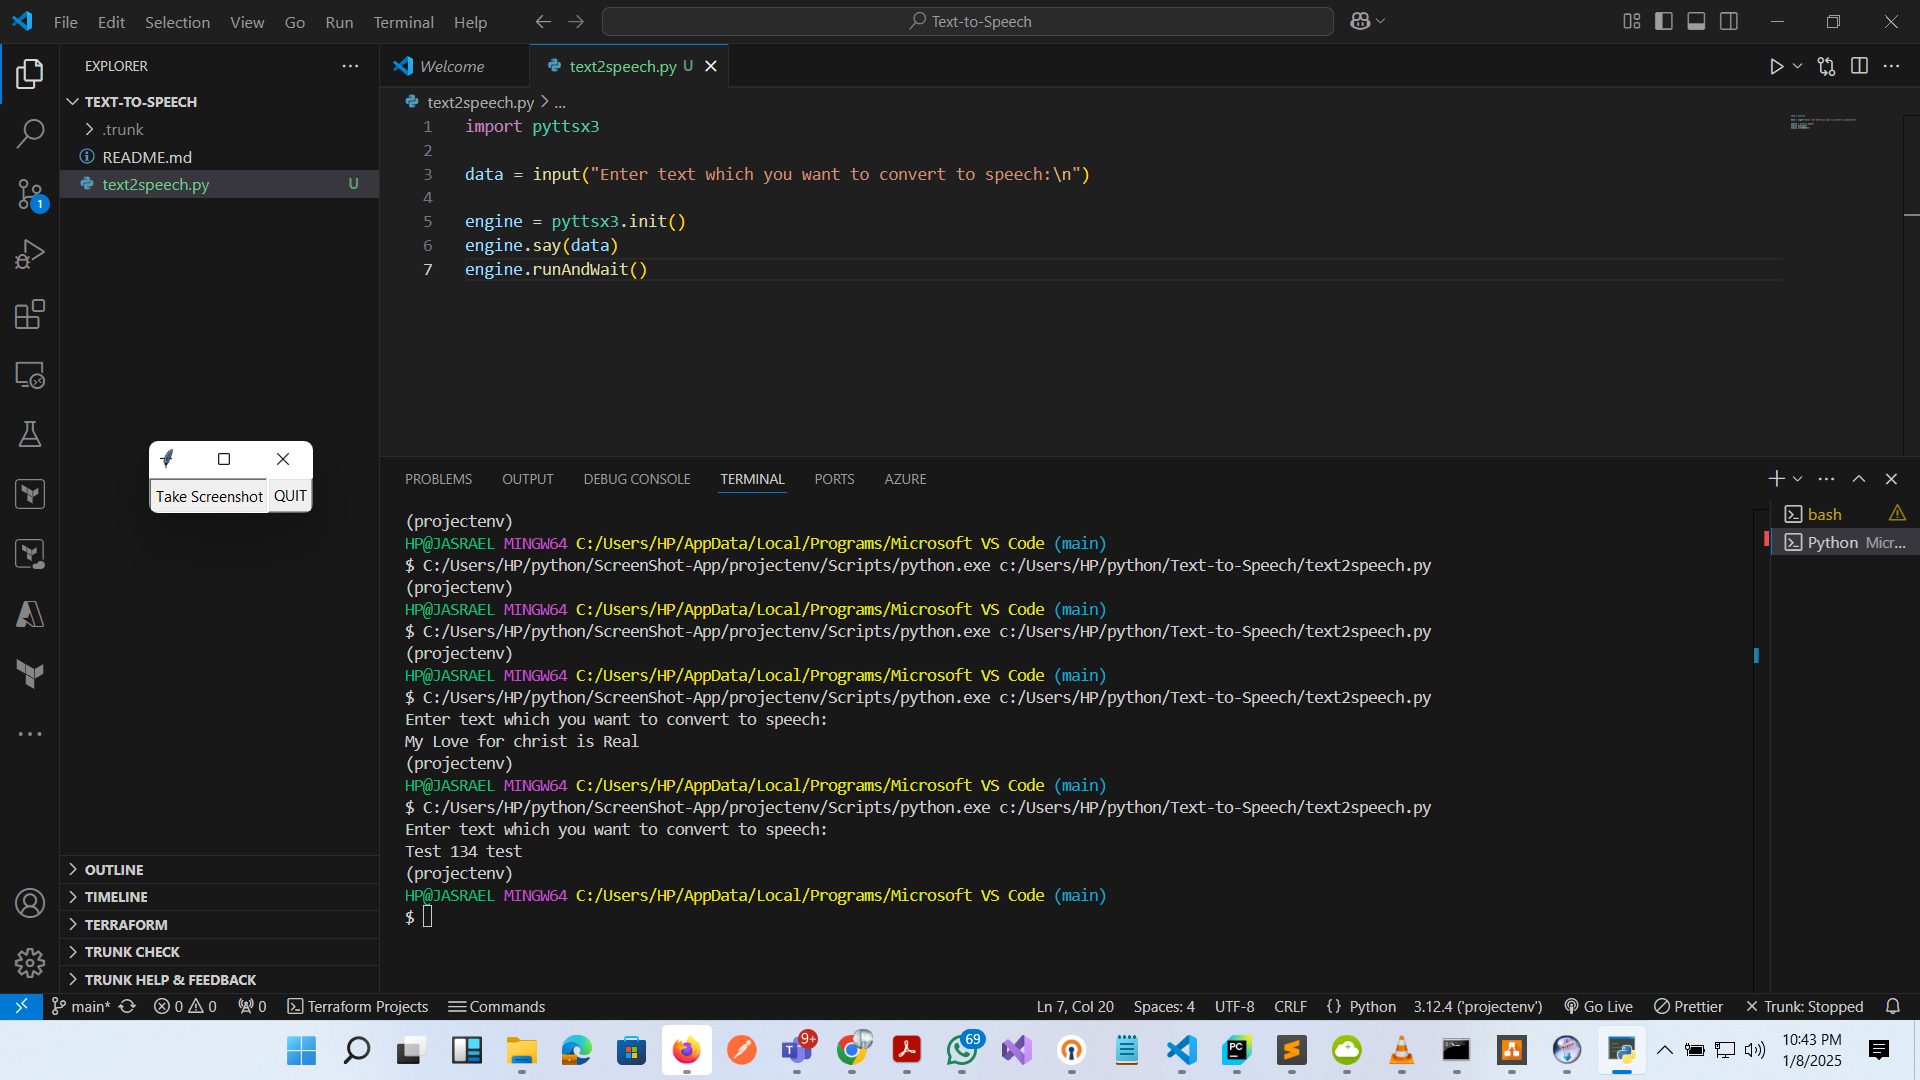 File Edit Selection View Go Run Terminal Help
Text-to-Speech
EXPLORER
TEXT-TO-SPEECH
.trunk
README.md
text2speech.py U
OUTLINE
TIMELINE
TERRAFORM
TRUNK CHECK
TRUNK HELP & FEEDBACK
1
Take Screenshot QUIT
Welcome
text2speech.py U
text2speech.py > ...
1 import pyttsx3
2
3 data = input("Enter text which you want to convert to speech:\n")
4
5 engine = pyttsx3.init()
6 engine.say(data)
7 engine.runAndWait()
PROBLEMS OUTPUT DEBUG CONSOLE TERMINAL PORTS AZURE
(projectenv)
HP@JASRAEL MINGW64 C:/Users/HP/AppData/Local/Programs/Microsoft VS Code (main)
$ C:/Users/HP/python/ScreenShot-App/projectenv/Scripts/python.exe c:/Users/HP/python/Text-to-Speech/text2speech.py
(projectenv)
HP@JASRAEL MINGW64 C:/Users/HP/AppData/Local/Programs/Microsoft VS Code (main)
$ C:/Users/HP/python/ScreenShot-App/projectenv/Scripts/python.exe c:/Users/HP/python/Text-to-Speech/text2speech.py
(projectenv)
HP@JASRAEL MINGW64 C:/Users/HP/AppData/Local/Programs/Microsoft VS Code (main)
$ C:/Users/HP/python/ScreenShot-App/projectenv/Scripts/python.exe c:/Users/HP/python/Text-to-Speech/text2speech.py
Enter text which you want to convert to speech:
My Love for christ is Real
(projectenv)
HP@JASRAEL MINGW64 C:/Users/HP/AppData/Local/Programs/Microsoft VS Code (main)
$ C:/Users/HP/python/ScreenShot-App/projectenv/Scripts/python.exe c:/Users/HP/python/Text-to-Speech/text2speech.py
Enter text which you want to convert to speech:
Test 134 test
(projectenv)
HP@JASRAEL MINGW64 C:/Users/HP/AppData/Local/Programs/Microsoft VS Code (main)
$
bash
Python Micr...
main* 0 0 0 Terraform Projects Commands
Ln 7, Col 20 Spaces: 4 UTF-8 CRLF {} Python 3.12.4 ('projectenv') Go Live Prettier Trunk: Stopped
9+
69
PC
10:43 PM
1/8/2025